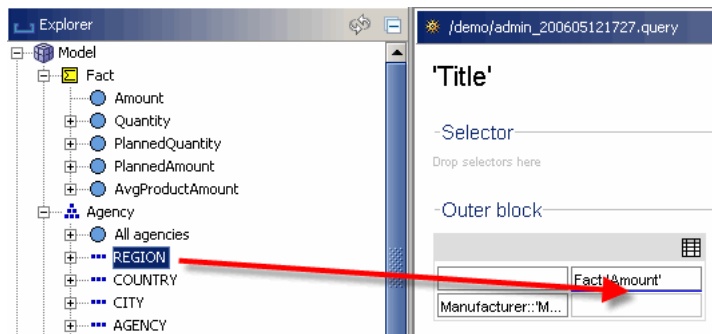 Explorer
Model
Fact
Amount
Quantity
PlannedQuantity
PlannedAmount
AvgProductAmount
Agency
All agencies
REGION
COUNTRY
CITY
AGENCY
/demo/admin_200605121727.query
'Title'
Selector
Drop selectors here
Outer block
Fact::'Amount'
Manufacturer::'M...